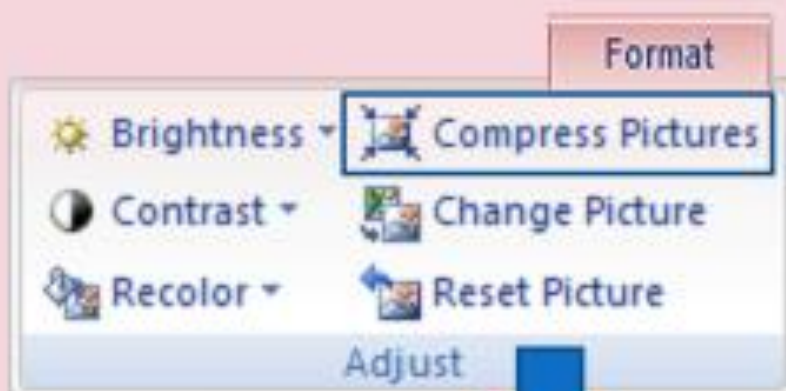 Format
Brightness Compress Pictures
Contrast Change Picture
Recolor Reset Picture
Adjust